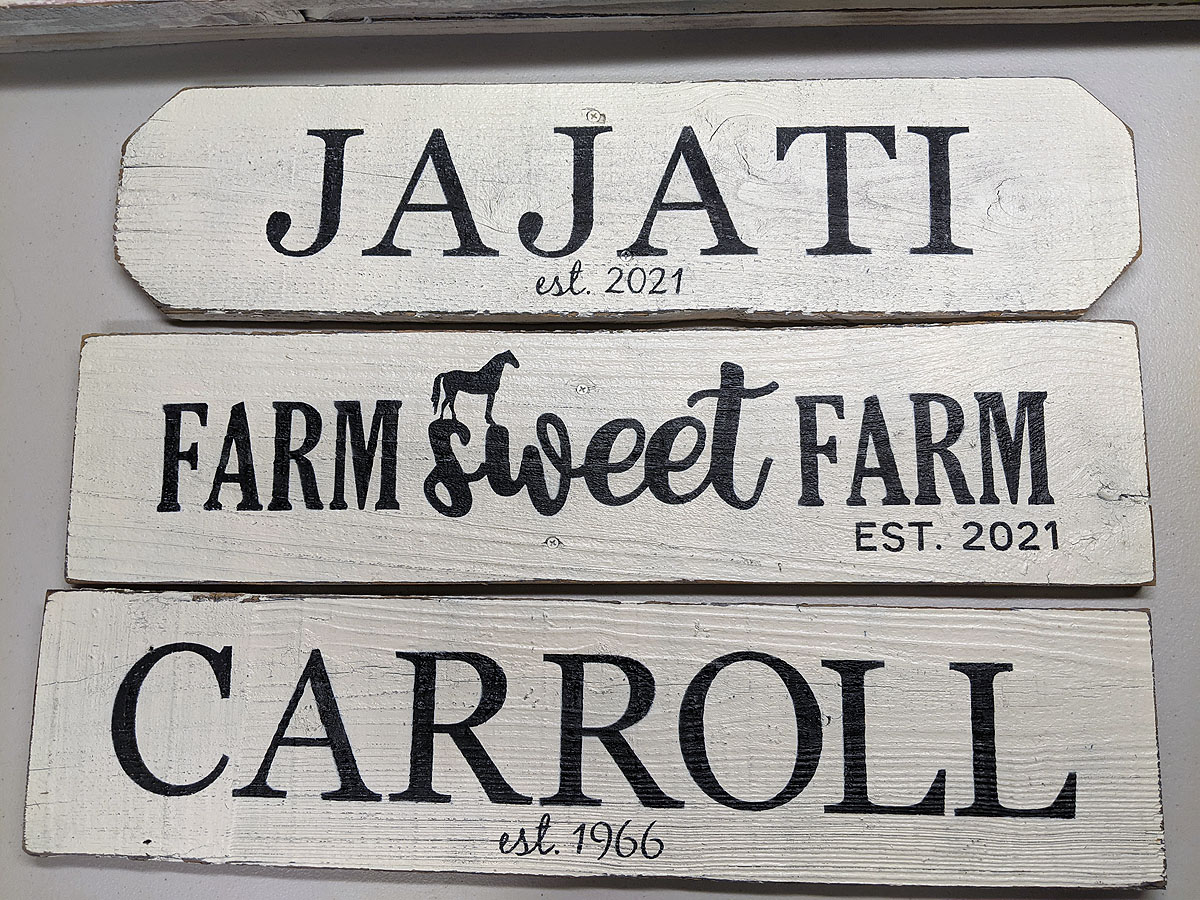 JAJATI
est. 2021
FARM sweet FARM
EST. 2021
CARROLL
est. 1966